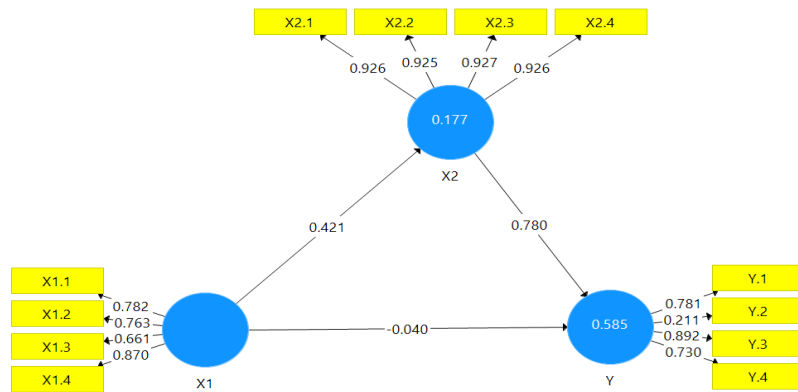 X2.1 X2.2 X2.3 X2.4
0.926 0.925 0.927 0.926
0.177
X2
0.421 0.780
X1.1
X1.2
X1.3
X1.4
0.782
0.763
0.661
0.870
X1
-0.040
0.585
Y
0.781
0.211
0.892
0.730
Y.1
Y.2
Y.3
Y.4